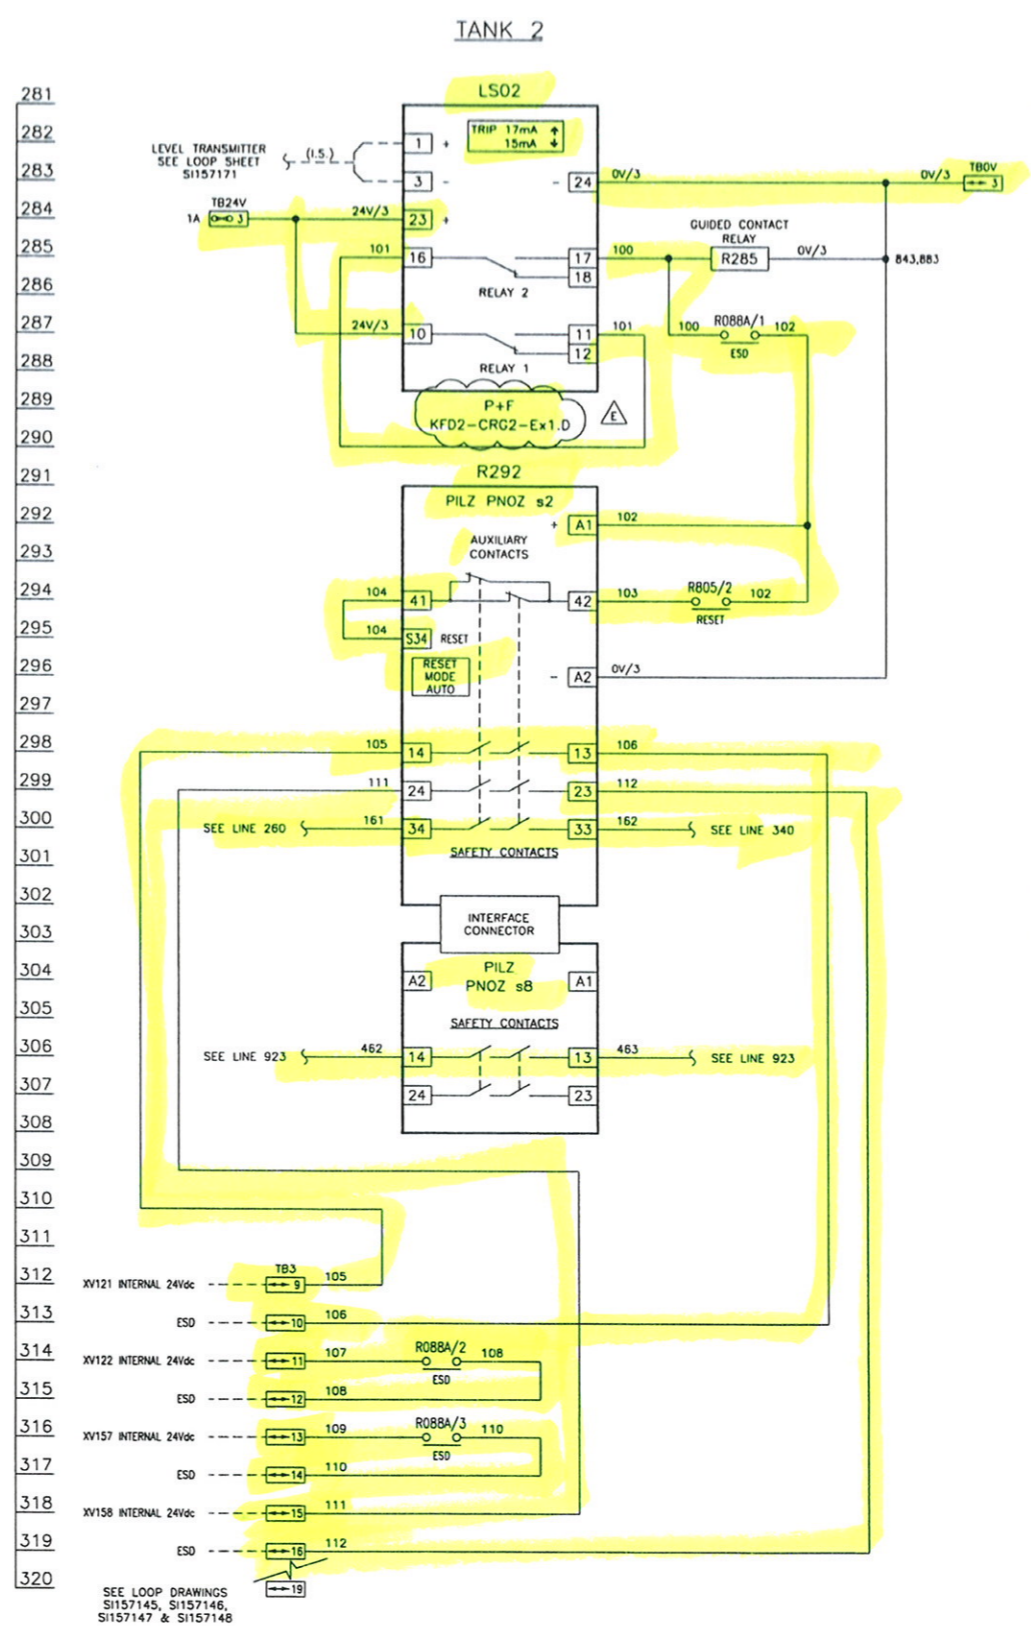 TANK 2
281
LS02
282
TRIP 17mA
15mA
LEVEL TRANSMITTER
SEE LOOP SHEET
SI157171
(I.S.)
1 +
283
3 -
- 24
0V/3
0V/3
TB0V
3
284
1A
TB24V
3
24V/3
23 +
GUIDED CONTACT
RELAY
285
101
16
17
100
R285
0V/3
843,883
18
286
RELAY 2
287
24V/3
10
11
101
100
R088A/1
102
ESD
12
288
RELAY 1
289
P+F
KFD2-CRG2-Ex1.D
E
290
291
R292
PILZ PNOZ s2
292
+ A1
102
293
AUXILIARY
CONTACTS
294
104
41
42
103
R805/2
102
RESET
295
104
S34 RESET
296
RESET
MODE
AUTO
- A2
0V/3
297
298
105
14
13
106
299
111
24
23
112
300
SEE LINE 260
161
34
33
162
SEE LINE 340
301
SAFETY CONTACTS
302
INTERFACE
CONNECTOR
303
304
A2
PILZ
PNOZ s8
A1
305
SAFETY CONTACTS
306
SEE LINE 923
462
14
13
463
SEE LINE 923
307
24
23
308
309
310
311
312
TB3
XV121 INTERNAL 24Vdc
9
105
313
ESD
10
106
314
XV122 INTERNAL 24Vdc
11
107
R088A/2
108
ESD
315
ESD
12
108
316
XV157 INTERNAL 24Vdc
13
109
R088A/3
110
ESD
317
ESD
14
110
318
XV158 INTERNAL 24Vdc
15
111
319
ESD
16
112
320
19
SEE LOOP DRAWINGS
SI157145, SI157146,
SI157147 & SI157148